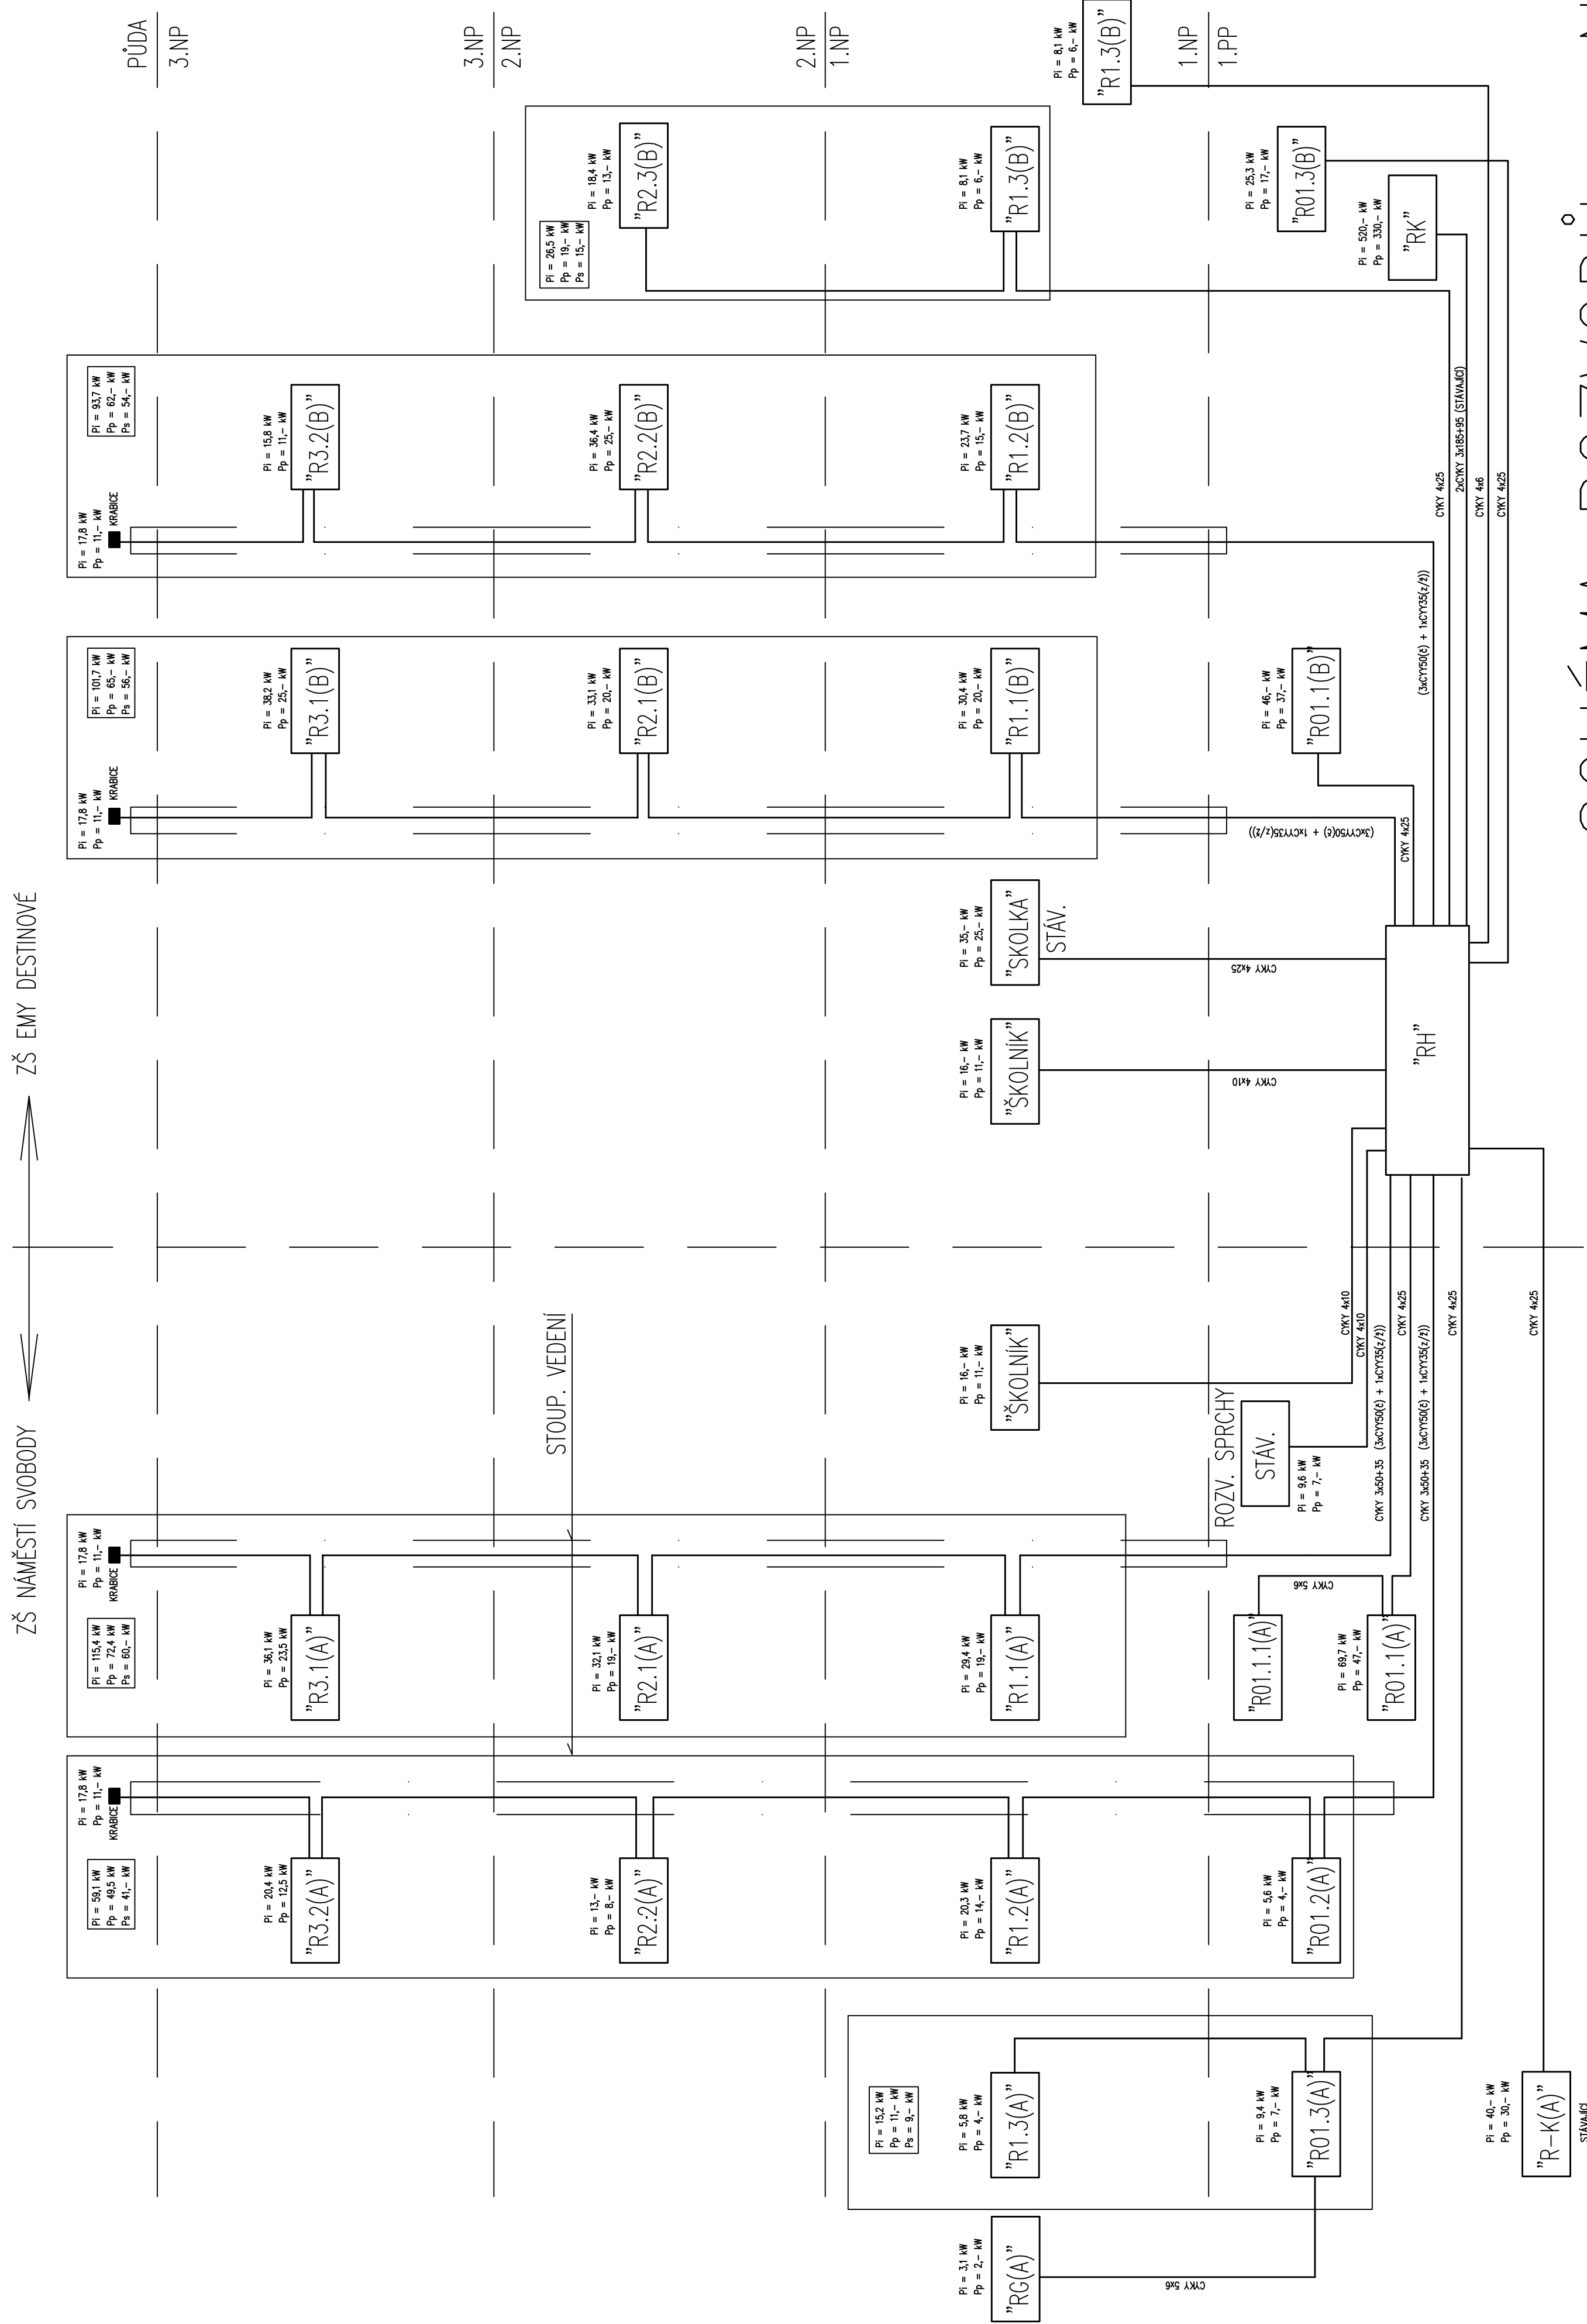 ZŠ NÁMĚSTÍ SVOBODY
ZŠ EMY DESTINOVÉ
PŮDA
3.NP
3.NP
2.NP
2.NP
1.NP
1.NP
1.PP
Pi = 59,1 kW
Pp = 49,5 kW
Ps = 41,- kW
Pi = 17,8 kW
Pp = 11,- kW
KRABICE
Pi = 115,4 kW
Pp = 72,4 kW
Ps = 60,- kW
Pi = 17,8 kW
Pp = 11,- kW
KRABICE
Pi = 17,8 kW
Pp = 11,- kW
KRABICE
Pi = 101,7 kW
Pp = 65,- kW
Ps = 56,- kW
Pi = 17,8 kW
Pp = 11,- kW
KRABICE
Pi = 93,7 kW
Pp = 62,- kW
Ps = 54,- kW
Pi = 20,4 kW
Pp = 12,5 kW
"R3.2(A)"
Pi = 36,1 kW
Pp = 23,5 kW
"R3.1(A)"
Pi = 38,2 kW
Pp = 25,- kW
"R3.1(B)"
Pi = 15,8 kW
Pp = 11,- kW
"R3.2(B)"
STOUP. VEDENÍ
Pi = 26,5 kW
Pp = 19,- kW
Ps = 15,- kW
Pi = 13,- kW
Pp = 8,- kW
"R2.2(A)"
Pi = 32,1 kW
Pp = 19,- kW
"R2.1(A)"
Pi = 33,1 kW
Pp = 20,- kW
"R2.1(B)"
Pi = 36,4 kW
Pp = 25,- kW
"R2.2(B)"
Pi = 18,4 kW
Pp = 13,- kW
"R2.3(B)"
Pi = 15,2 kW
Pp = 11,- kW
Ps = 9,- kW
Pi = 3,1 kW
Pp = 2,- kW
"RG(A)"
Pi = 5,8 kW
Pp = 4,- kW
"R1.3(A)"
Pi = 20,3 kW
Pp = 14,- kW
"R1.2(A)"
Pi = 29,4 kW
Pp = 19,- kW
"R1.1(A)"
Pi = 16,- kW
Pp = 11,- kW
"ŠKOLNÍK"
Pi = 16,- kW
Pp = 11,- kW
"ŠKOLNÍK"
Pi = 35,- kW
Pp = 25,- kW
"ŠKOLKA"
STÁV.
Pi = 30,4 kW
Pp = 20,- kW
"R1.1(B)"
Pi = 23,7 kW
Pp = 15,- kW
"R1.2(B)"
Pi = 8,1 kW
Pp = 6,- kW
"R1.3(B)"
Pi = 8,1 kW
Pp = 6,- kW
"R1.3(B)"
CYKY 5x6
Pi = 9,4 kW
Pp = 7,- kW
"R01.3(A)"
Pi = 5,6 kW
Pp = 4,- kW
"R01.2(A)"
"R01.1.1(A)"
CYKY 5x6
Pi = 69,7 kW
Pp = 47,- kW
"R01.1(A)"
ROZV. SPRCHY
STÁV.
Pi = 9,6 kW
Pp = 7,- kW
CYKY 4x10
CYKY 4x25
(3xCYY50(č) + 1xCYY35(z/ž))
Pi = 46,- kW
Pp = 37,- kW
"R01.1(B)"
Pi = 25,3 kW
Pp = 17,- kW
"R01.3(B)"
Pi = 520,- kW
Pp = 330,- kW
"RK"
CYKY 4x10
CYKY 4x10
CYKY 3x50+35 (3xCYY50(č) + 1xCYY35(z/ž))
CYKY 4x25
CYKY 3x50+35 (3xCYY50(č) + 1xCYY35(z/ž))
CYKY 4x25
"RH"
CYKY 4x25
(3xCYY50(č) + 1xCYY35(z/ž))
CYKY 4x25
2xCYKY 3x185+95 (STÁVAJÍCÍ)
CYKY 4x6
CYKY 4x25
CYKY 4x25
Pi = 40,- kW
Pp = 30,- kW
"R-K(A)"
STÁVAJÍCÍ